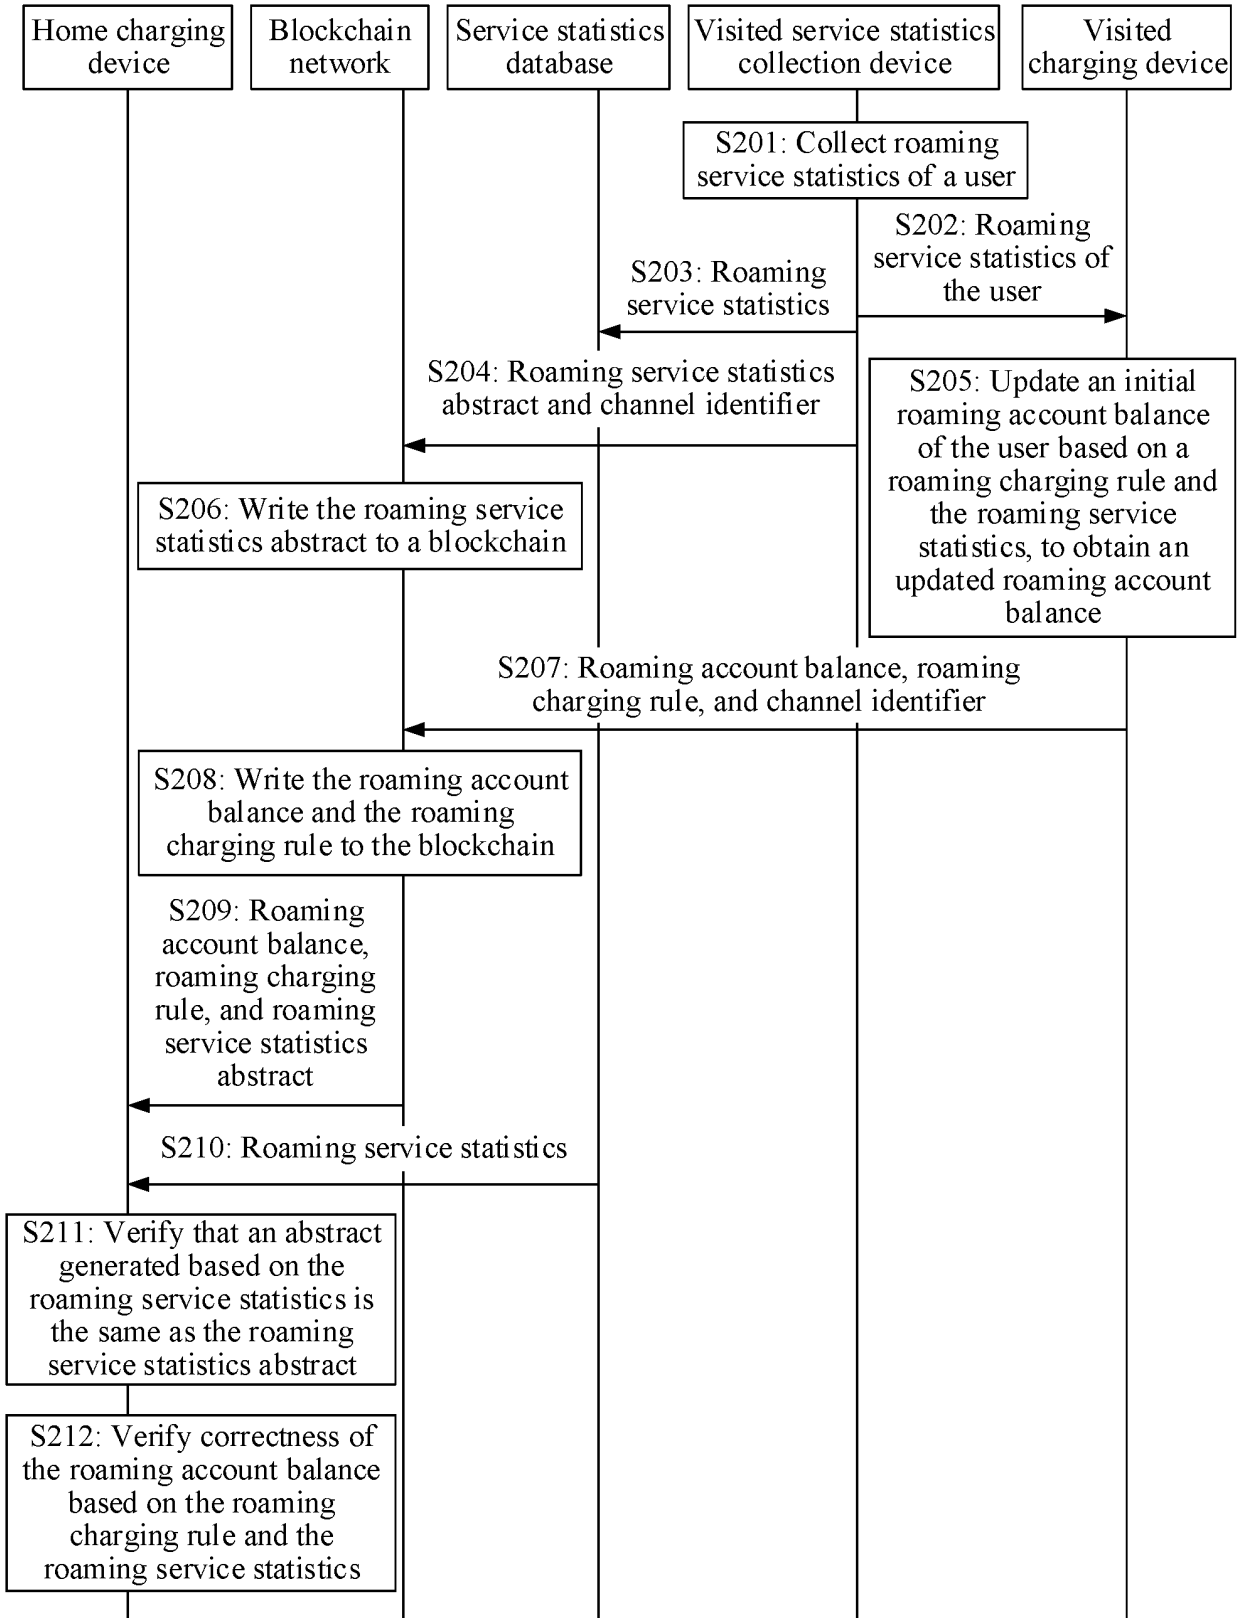 Home charging
device
Blockchain
network
Service statistics
database
Visited service statistics
collection device
Visited
charging device
S201: Collect roaming
service statistics of a user
S202: Roaming
service statistics of
the user
S203: Roaming
service statistics
S204: Roaming service statistics
abstract and channel identifier
S205: Update an initial
roaming account balance
of the user based on a
roaming charging rule and
the roaming service
statistics, to obtain an
updated roaming account
balance
S206: Write the roaming service
statistics abstract to a blockchain
S207: Roaming account balance, roaming
charging rule, and channel identifier
S208: Write the roaming account
balance and the roaming
charging rule to the blockchain
S209: Roaming
account balance,
roaming charging
rule, and roaming
service statistics
abstract
S210: Roaming service statistics
S211: Verify that an abstract
generated based on the
roaming service statistics is
the same as the roaming
service statistics abstract
S212: Verify correctness of
the roaming account balance
based on the roaming
charging rule and the
roaming service statistics